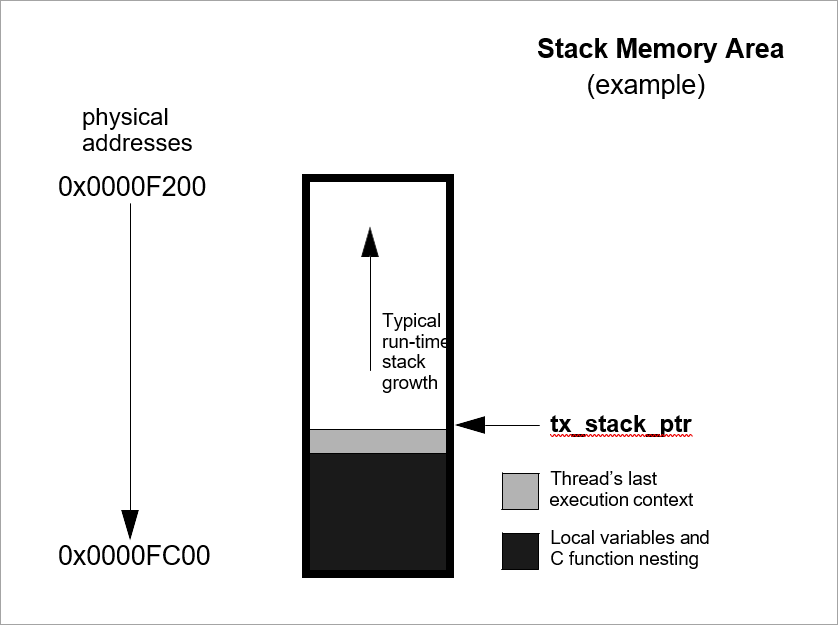 Stack Memory Area
(example)
physical
addresses
0x0000F200
Typical
run-time
stack
growth
tx_stack_ptr
Thread's last
execution context
Local variables and
C function nesting
0x0000FC00